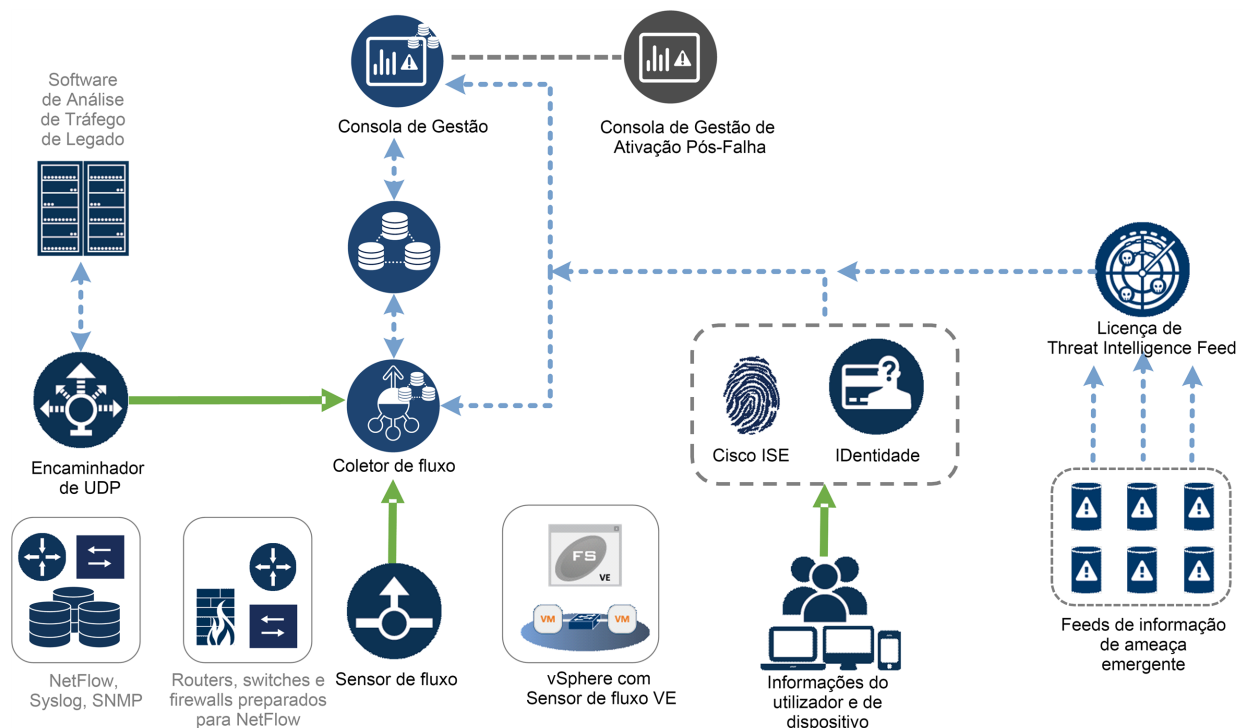 Software
de Análise
de Tráfego
de Legado
Consola de Gestão
Consola de Gestão de
Ativação Pós-Falha
Licença de
Threat Intelligence Feed
?
Cisco ISE
IDentidade
Encaminhador
de UDP
Coletor de fluxo
FS
VE
VM
VM
NetFlow,
Syslog, SNMP
Routers, switches e
firewalls preparados
para NetFlow
Sensor de fluxo
vSphere com
Sensor de fluxo VE
Informações do
utilizador e de
dispositivo
Feeds de informação
de ameaça
emergente